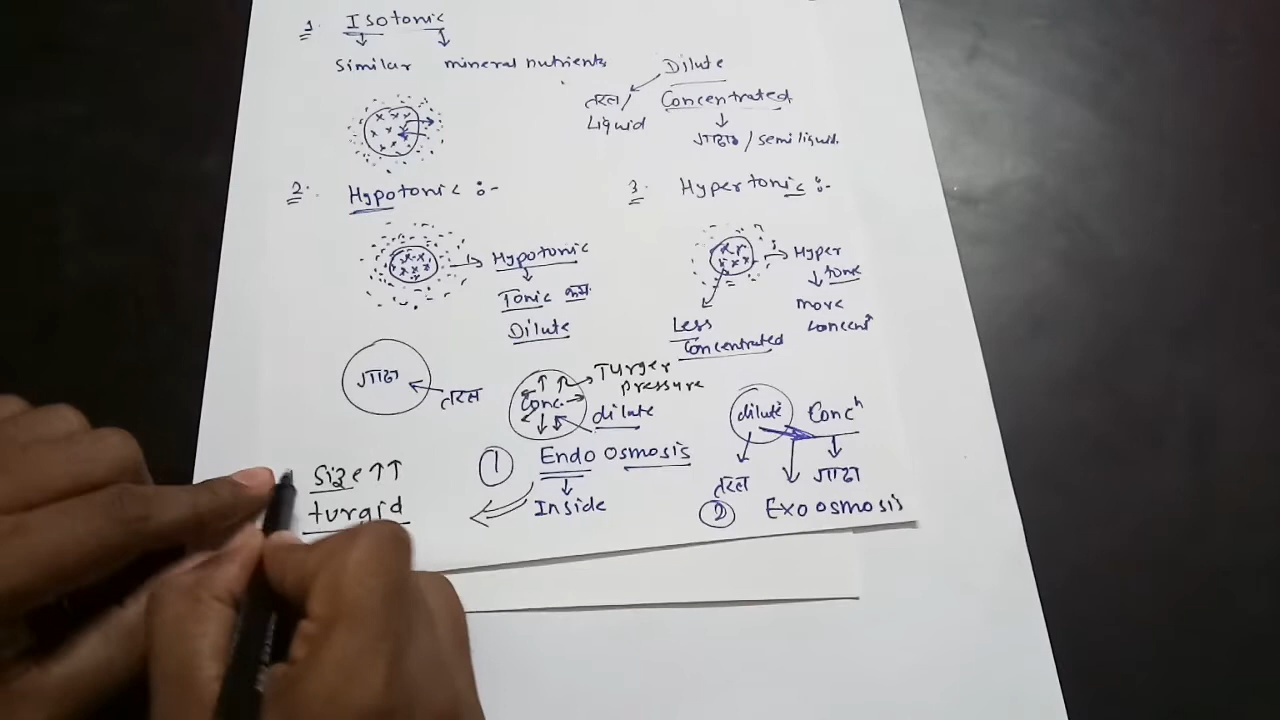 1. Isotonic
Similar mineral nutrients
Dilute
तरल/
Liquid
Concentrated
गाढा / semi liquid.
2. Hypotonic :-
Hypotonic
Tonic कम
Dilute
3. Hypertonic :-
Hyper
tonic
more
concent
Less
Concentrated
गाढा
तरल
Conc.
Turger
pressure
dilute
1 Endo osmosis
Inside
Size ↑↑
turgid
dilute Conc^n
तरल
गाढा
2 Exo osmosis